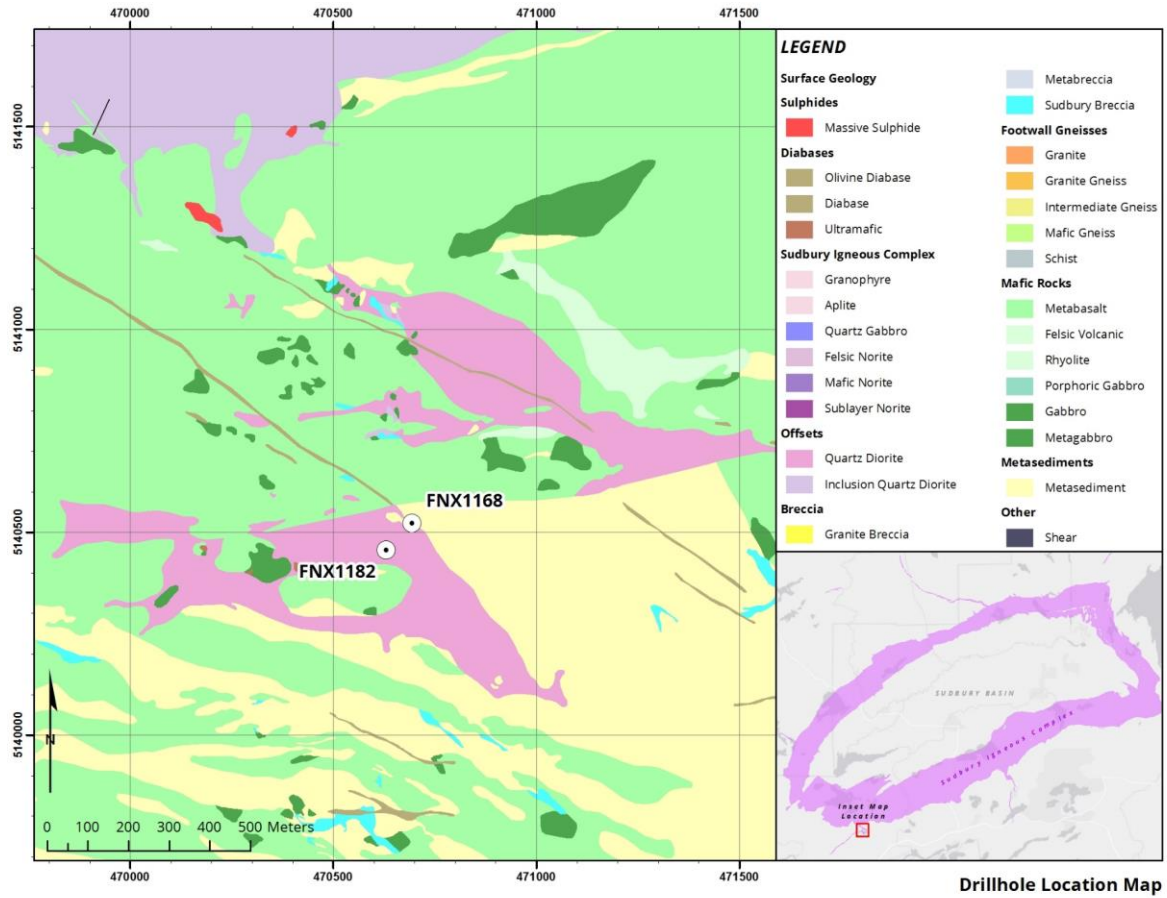 470000 470500 471000 471500
5141500
5141000
5140500
5140000
FNX1168
FNX1182
N
0 100 200 300 400 500 Meters
470000 470500 471000 471500
LEGEND
Surface Geology
Sulphides
Massive Sulphide
Diabases
Olivine Diabase
Diabase
Ultramafic
Sudbury Igneous Complex
Granophyre
Aplite
Quartz Gabbro
Felsic Norite
Mafic Norite
Sublayer Norite
Offsets
Quartz Diorite
Inclusion Quartz Diorite
Breccia
Granite Breccia
Metabreccia
Sudbury Breccia
Footwall Gneisses
Granite
Granite Gneiss
Intermediate Gneiss
Mafic Gneiss
Schist
Mafic Rocks
Metabasalt
Felsic Volcanic
Rhyolite
Porphoric Gabbro
Gabbro
Metagabbro
Metasediments
Metasediment
Other
Shear
SUDBURY BASIN
Sudbury Igneous Complex
Inset Map
Location
Drillhole Location Map